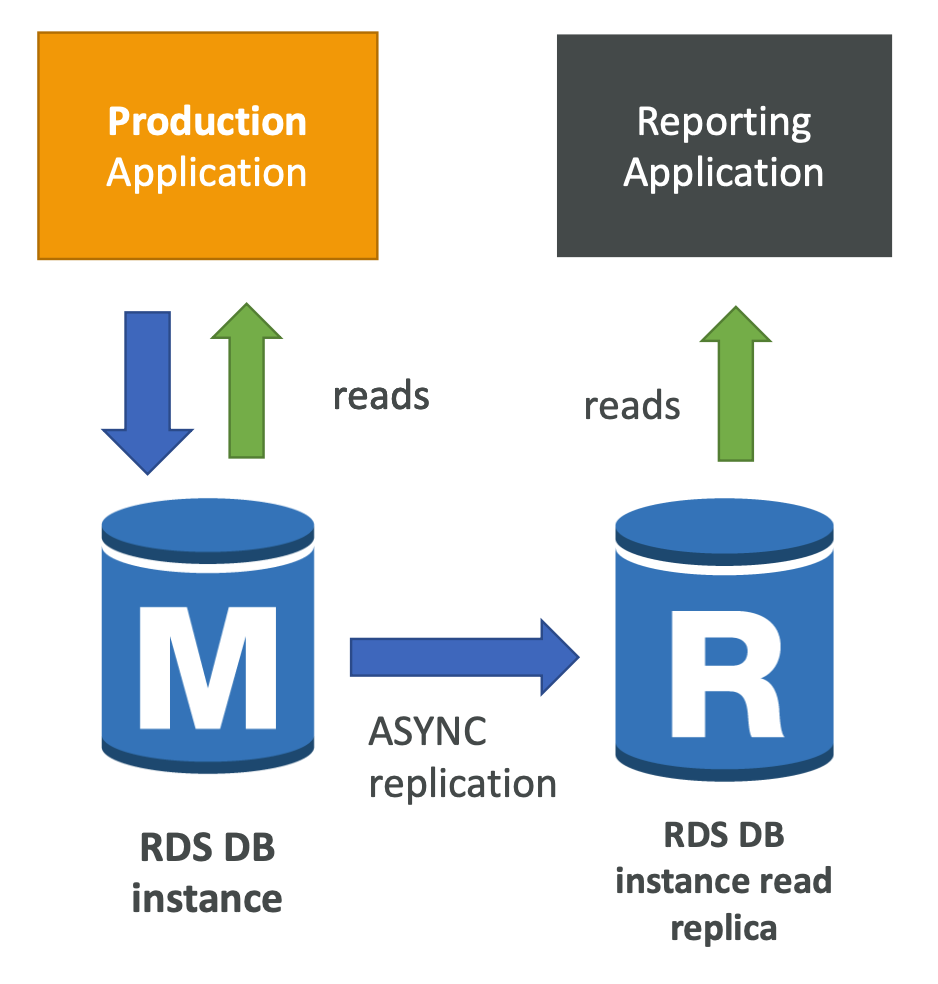 Production
Application
Reporting
Application
reads
reads
M
R
ASYNC
replication
RDS DB
instance
RDS DB
instance read
replica